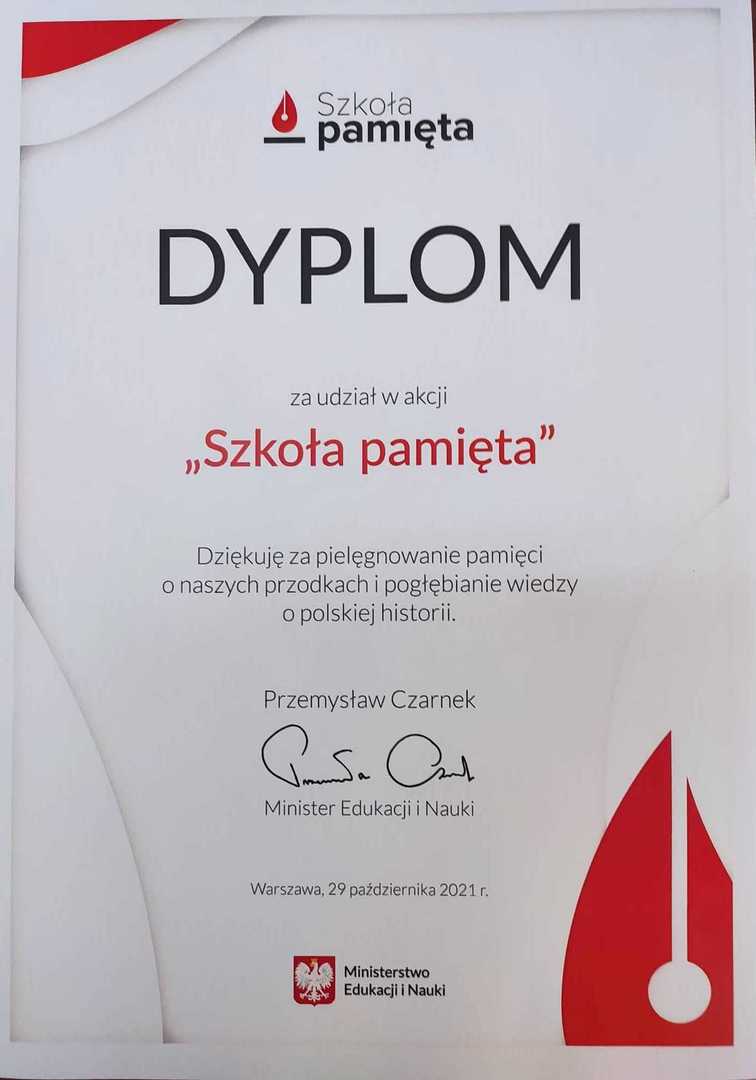 Szkoła
pamięta
DYPLOM
za udział w akcji
„Szkoła pamięta”
Dziękuję za pielęgnowanie pamięci
o naszych przodkach i pogłębianie wiedzy
o polskiej historii.
Przemysław Czarnek
Minister Edukacji i Nauki
Warszawa, 29 października 2021 r.
Ministerstwo
Edukacji i Nauki